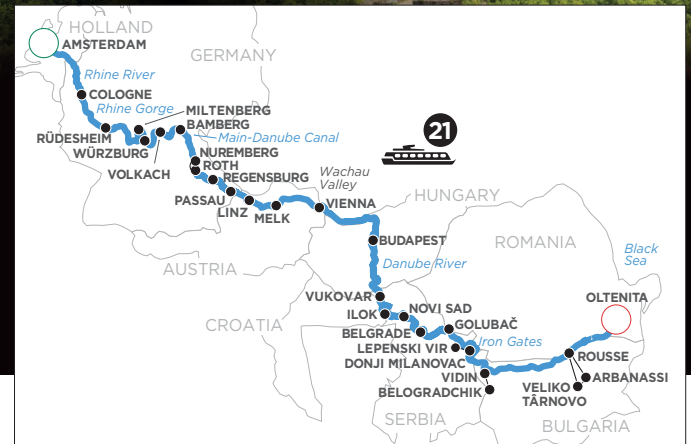 HOLLAND
AMSTERDAM
GERMANY
Rhine River
COLOGNE
Rhine Gorge
MILTENBERG
BAMBERG
RÜDESHEIM
Main-Danube Canal
WÜRZBURG
NUREMBERG
VOLKACH
ROTH
REGENSBURG
21
Wachau
Valley
PASSAU
LINZ
MELK
VIENNA
HUNGARY
BUDAPEST
ROMANIA
Black
Sea
AUSTRIA
Danube River
VUKOVAR
OLTENITA
ILOK
NOVI SAD
CROATIA
BELGRADE
GOLUBAČ
LEPENSKI VIR
Iron Gates
DONJI MILANOVAC
ROUSSE
VIDIN
ARBANASSI
BELOGRADCHIK
VELIKO
TÂRNOVO
SERBIA
BULGARIA